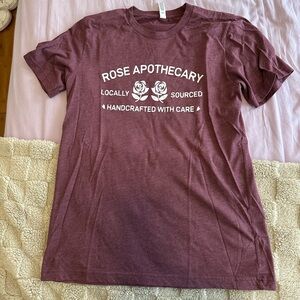 ROSE APOTHECARY
LOCALLY SOURCED
HANDCRAFTED WITH CARE